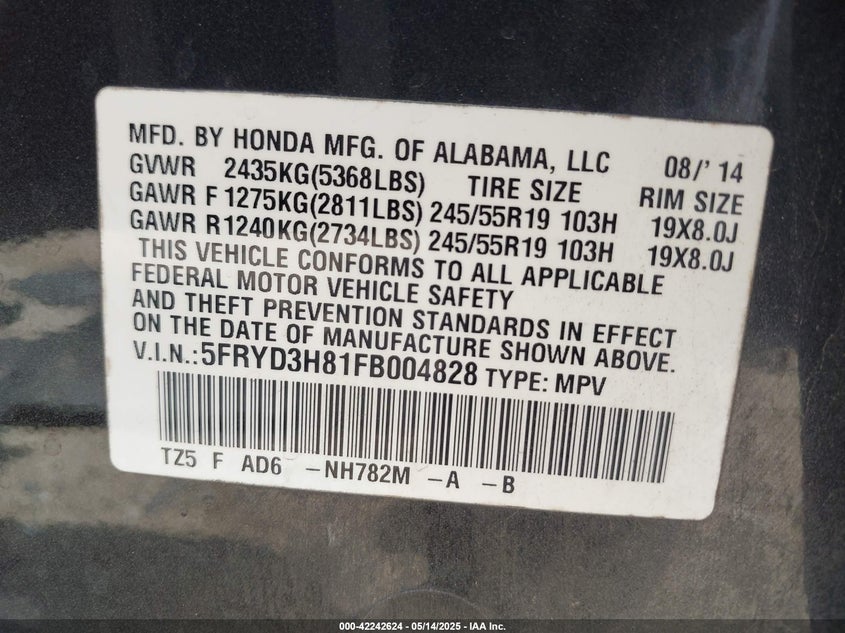 MFD. BY HONDA MFG. OF ALABAMA, LLC 08/' 14
GVWR 2435KG(5368LBS) TIRE SIZE RIM SIZE
GAWR F 1275KG(2811LBS) 245/55R19 103H 19X8.0J
GAWR R1240KG(2734LBS) 245/55R19 103H 19X8.0J
THIS VEHICLE CONFORMS TO ALL APPLICABLE
FEDERAL MOTOR VEHICLE SAFETY
AND THEFT PREVENTION STANDARDS IN EFFECT
ON THE DATE OF MANUFACTURE SHOWN ABOVE.
V.I.N.:5FRYD3H81FB004828 TYPE: MPV
TZ5 F AD6 -NH782M -A -B
000-42242624 - 05/14/2025 - IAA Inc.